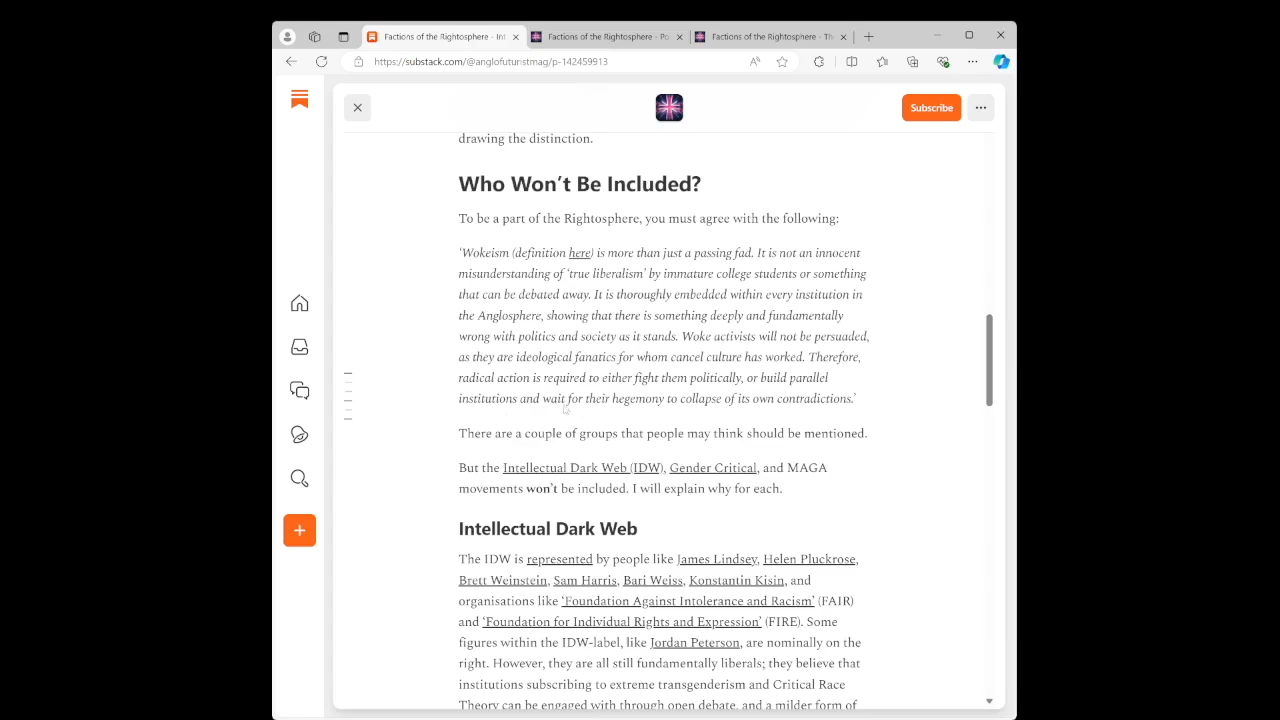 Factions of the Rightosphere - Int
Factions of the Rightosphere - Po
Factions of the Rightosphere - Th
https://substack.com/@anglofuturistmag/p-142459913
Subscribe
drawing the distinction.
Who Won’t Be Included?
To be a part of the Rightosphere, you must agree with the following:
‘Wokeism (definition here) is more than just a passing fad. It is not an innocent
misunderstanding of ‘true liberalism’ by immature college students or something
that can be debated away. It is thoroughly embedded within every institution in
the Anglosphere, showing that there is something deeply and fundamentally
wrong with politics and society as it stands. Woke activists will not be persuaded,
as they are ideological fanatics for whom cancel culture has worked. Therefore,
radical action is required to either fight them politically, or build parallel
institutions and wait for their hegemony to collapse of its own contradictions.’
There are a couple of groups that people may think should be mentioned.
But the Intellectual Dark Web (IDW), Gender Critical, and MAGA
movements won’t be included. I will explain why for each.
Intellectual Dark Web
The IDW is represented by people like James Lindsey, Helen Pluckrose,
Brett Weinstein, Sam Harris, Bari Weiss, Konstantin Kisin, and
organisations like ‘Foundation Against Intolerance and Racism’ (FAIR)
and ‘Foundation for Individual Rights and Expression’ (FIRE). Some
figures within the IDW-label, like Jordan Peterson, are nominally on the
right. However, they are all still fundamentally liberals; they believe that
institutions subscribing to extreme transgenderism and Critical Race
Theory can be engaged with through open debate, and a milder form of